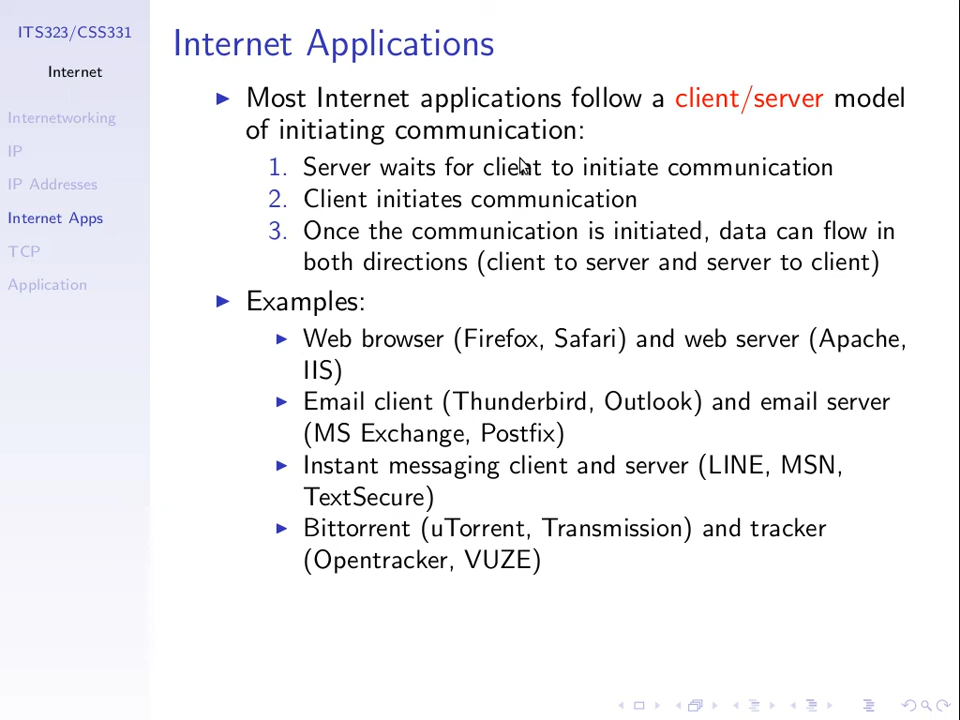 ITS323/CSS331
Internet
Internetworking
IP
IP Addresses
Internet Apps
TCP
Application
Internet Applications
Most Internet applications follow a client/server model
of initiating communication:
1. Server waits for client to initiate communication
2. Client initiates communication
3. Once the communication is initiated, data can flow in
both directions (client to server and server to client)
Examples:
Web browser (Firefox, Safari) and web server (Apache,
IIS)
Email client (Thunderbird, Outlook) and email server
(MS Exchange, Postfix)
Instant messaging client and server (LINE, MSN,
TextSecure)
Bittorrent (uTorrent, Transmission) and tracker
(Opentracker, VUZE)